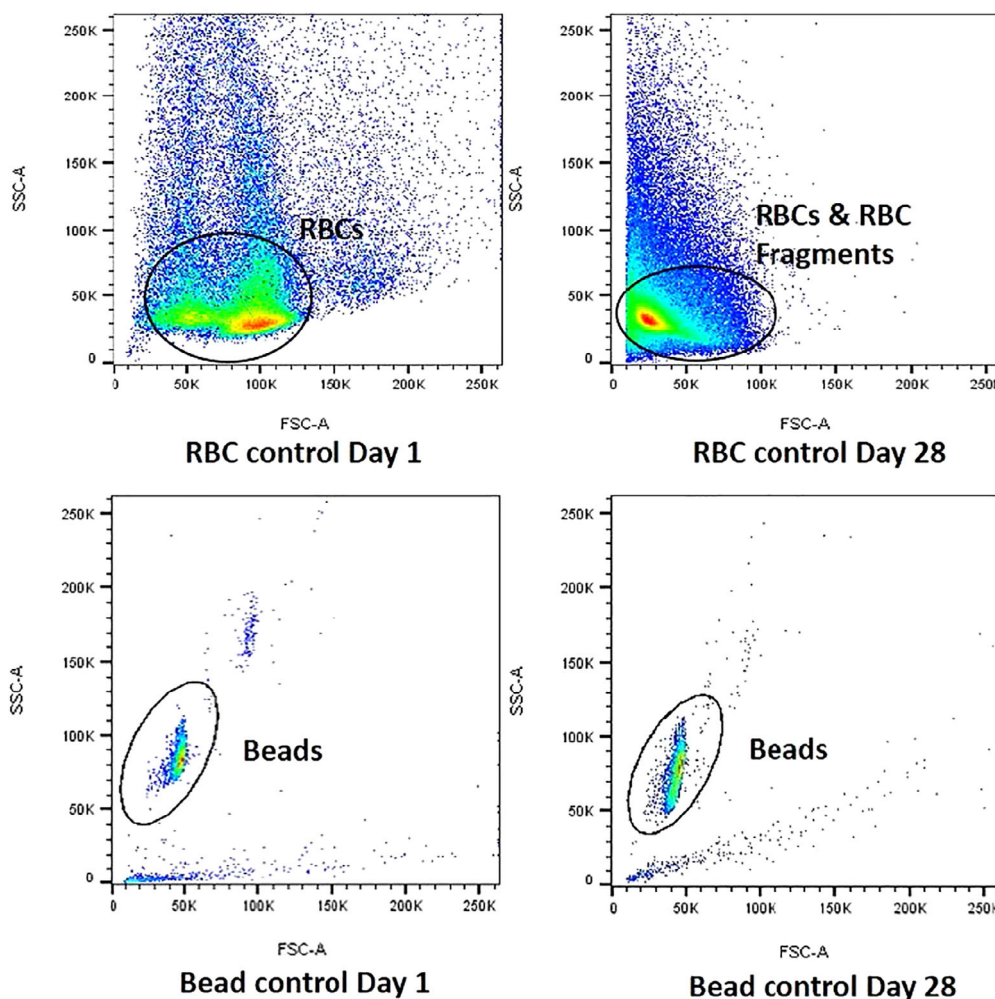 250K
200K
150K
100K
50K
0
SSC-A
RBCs
0 50K 100K 150K 200K 250K
FSC-A
RBC control Day 1
250K
200K
150K
100K
50K
0
SSC-A
RBCs & RBC
Fragments
0 50K 100K 150K 200K 250K
FSC-A
RBC control Day 28
250K
200K
150K
100K
50K
0
SSC-A
Beads
0 50K 100K 150K 200K 250K
FSC-A
Bead control Day 1
250K
200K
150K
100K
50K
0
SSC-A
Beads
0 50K 100K 150K 200K 250K
FSC-A
Bead control Day 28